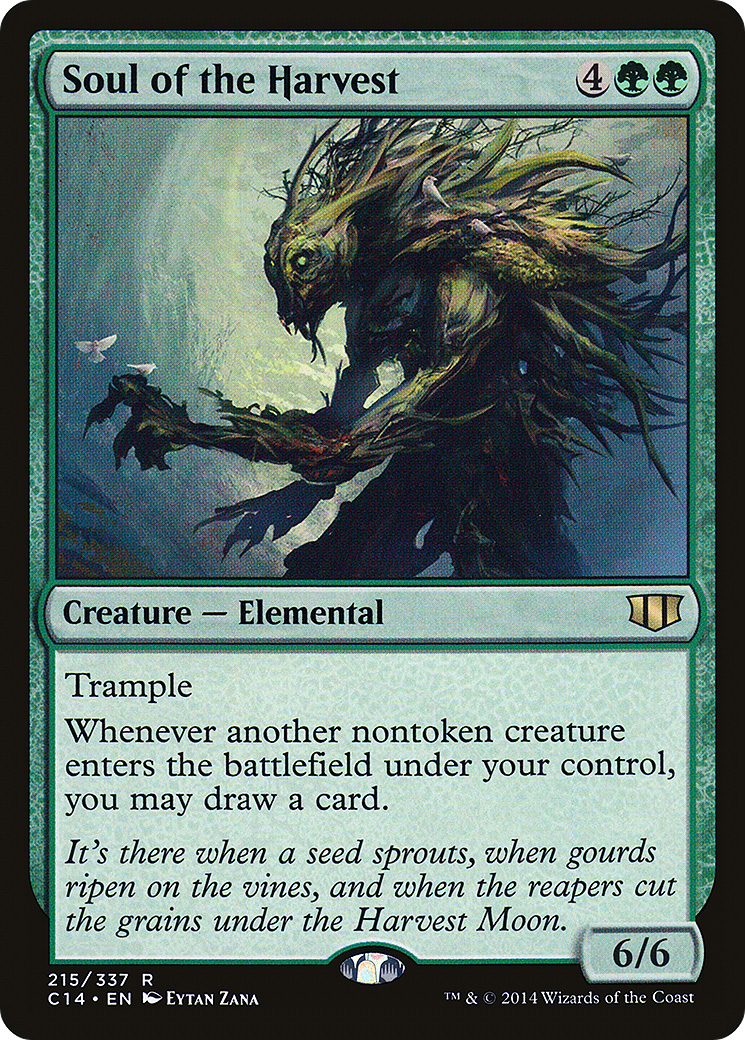 Soul of the Harvest 4
Creature — Elemental
Trample
Whenever another nontoken creature
enters the battlefield under your control,
you may draw a card.
It's there when a seed sprouts, when gourds
ripen on the vines, and when the reapers cut
the grains under the Harvest Moon.
6/6
215/337 R
C14 • EN Eytan Zana
™ & © 2014 Wizards of the Coast